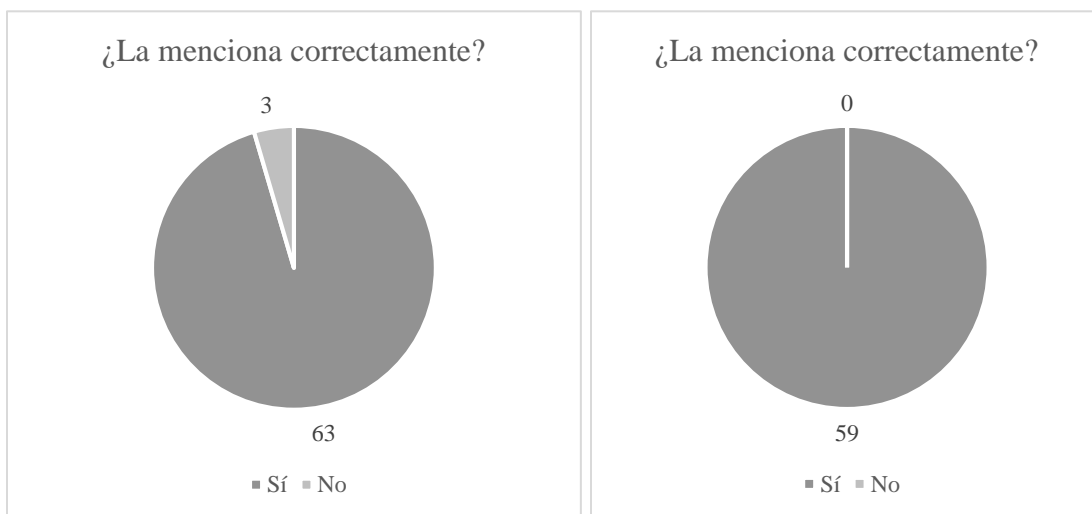 ¿La menciona correctamente?
3
63
Sí No
¿La menciona correctamente?
0
59
Sí No